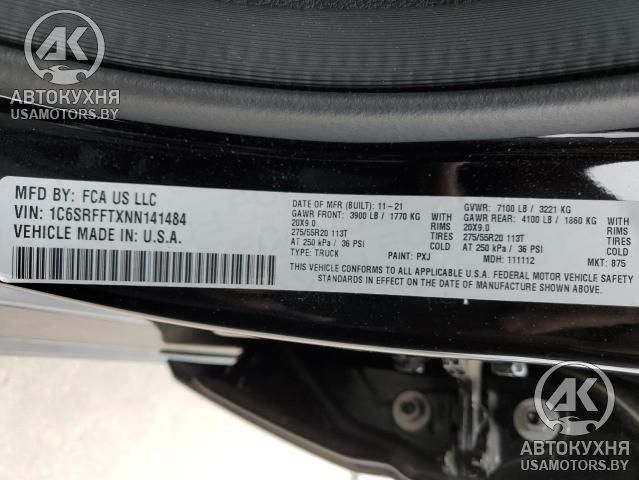 AK
АВТОКУХНЯ
USAMOTORS.BY.COM
MFD BY: FCA US LLC
VIN: 1C6SRFFTXNN141484
VEHICLE MADE IN: U.S.A.
DATE OF MFR (BUILT): 11-21 GVWR: 7100 LB / 3221 KG
GAWR FRONT: 3900 LB / 1770 KG GAWR REAR: 4100 LB / 1860 KG
20X9.0 RIMS 20X9.0 RIMS
275/55R20 113T TIRES 275/55R20 113T TIRES
AT 250 kPa / 36 PSI COLD AT 250 kPa / 36 PSI COLD
TYPE: TRUCK PAINT: PXJ MDH: 111112 MKT: 875
THIS VEHICLE CONFORMS TO ALL APPLICABLE U.S.A. FEDERAL MOTOR VEHICLE SAFETY
STANDARDS IN EFFECT ON THE DATE OF MANUFACTURE SHOWN ABOVE.
AK
АВТОКУХНЯ
USAMOTORS.BY.COM